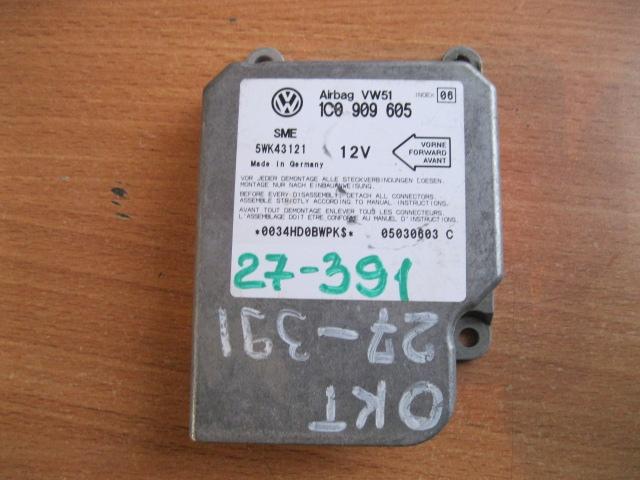 Airbag VW51 INDEX 06
1C0 909 605
SME
5WK43121 12V
Made in Germany
VORNE
FORWARD
AVANT
VOR JEDER DEMONTAGE ALLE STECKVERBINDUNGEN LOESEN.
MONTAGE NUR NACH EINBAUANWEISUNG.
BEFORE EVERY DISASSEMBLY, DETACH ALL CONNECTORS.
ASSEMBLE STRICTLY ACCORDING TO MANUAL INSTRUCTIONS.
AVANT TOUT DEMONTAGE ENLEVER TOUS LES CONNECTEURS.
L'ASSEMBLAGE DOIT ETRE CONFORME AU MANUEL D'INSTRUCTIONS.
*0034HD0BWPK$* 05030603 C
27-391
27-391
OKT